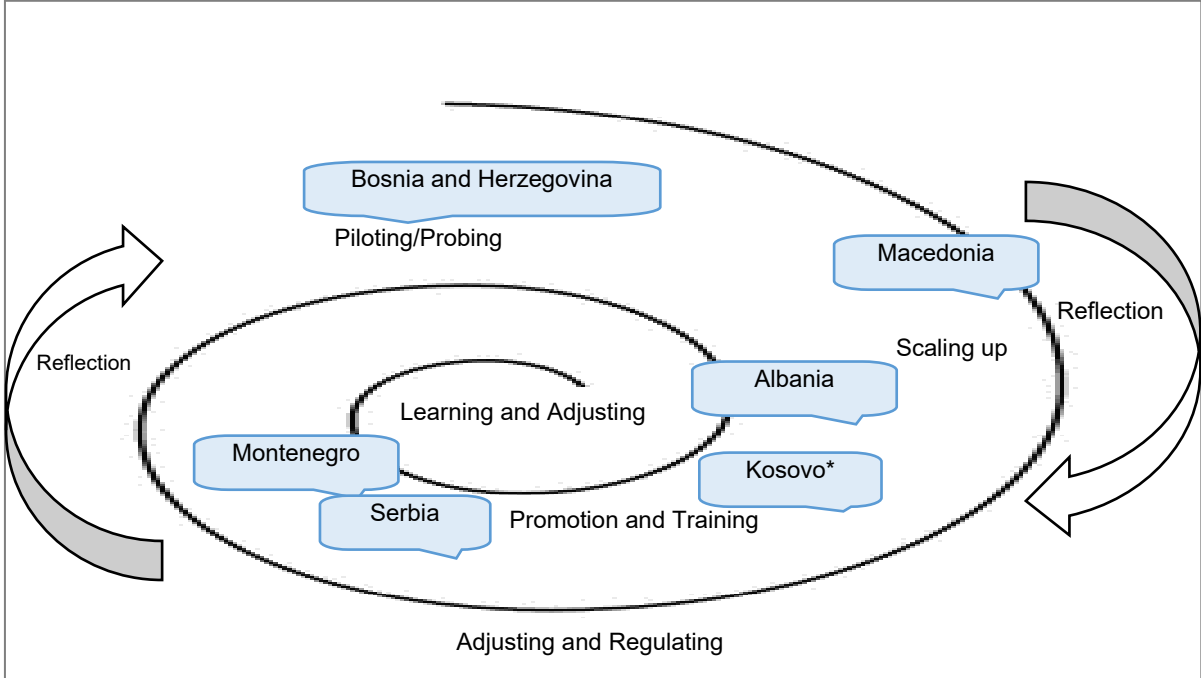 Bosnia and Herzegovina
Piloting/Probing
Macedonia
Reflection
Scaling up
Reflection
Albania
Learning and Adjusting
Montenegro
Kosovo*
Serbia
Promotion and Training
Adjusting and Regulating